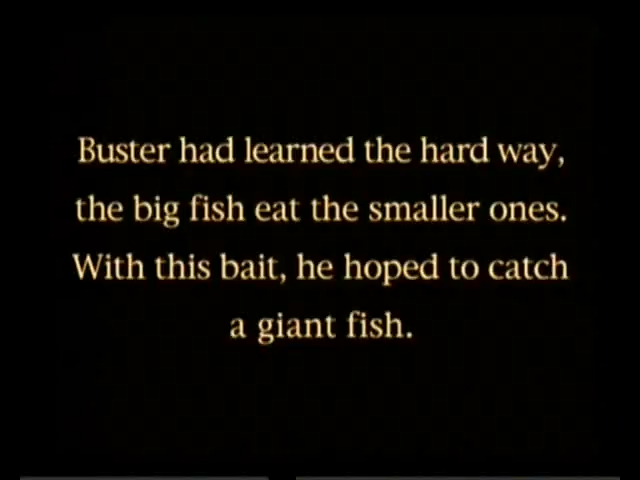 Buster had learned the hard way,
the big fish eat the smaller ones.
With this bait, he hoped to catch
a giant fish.